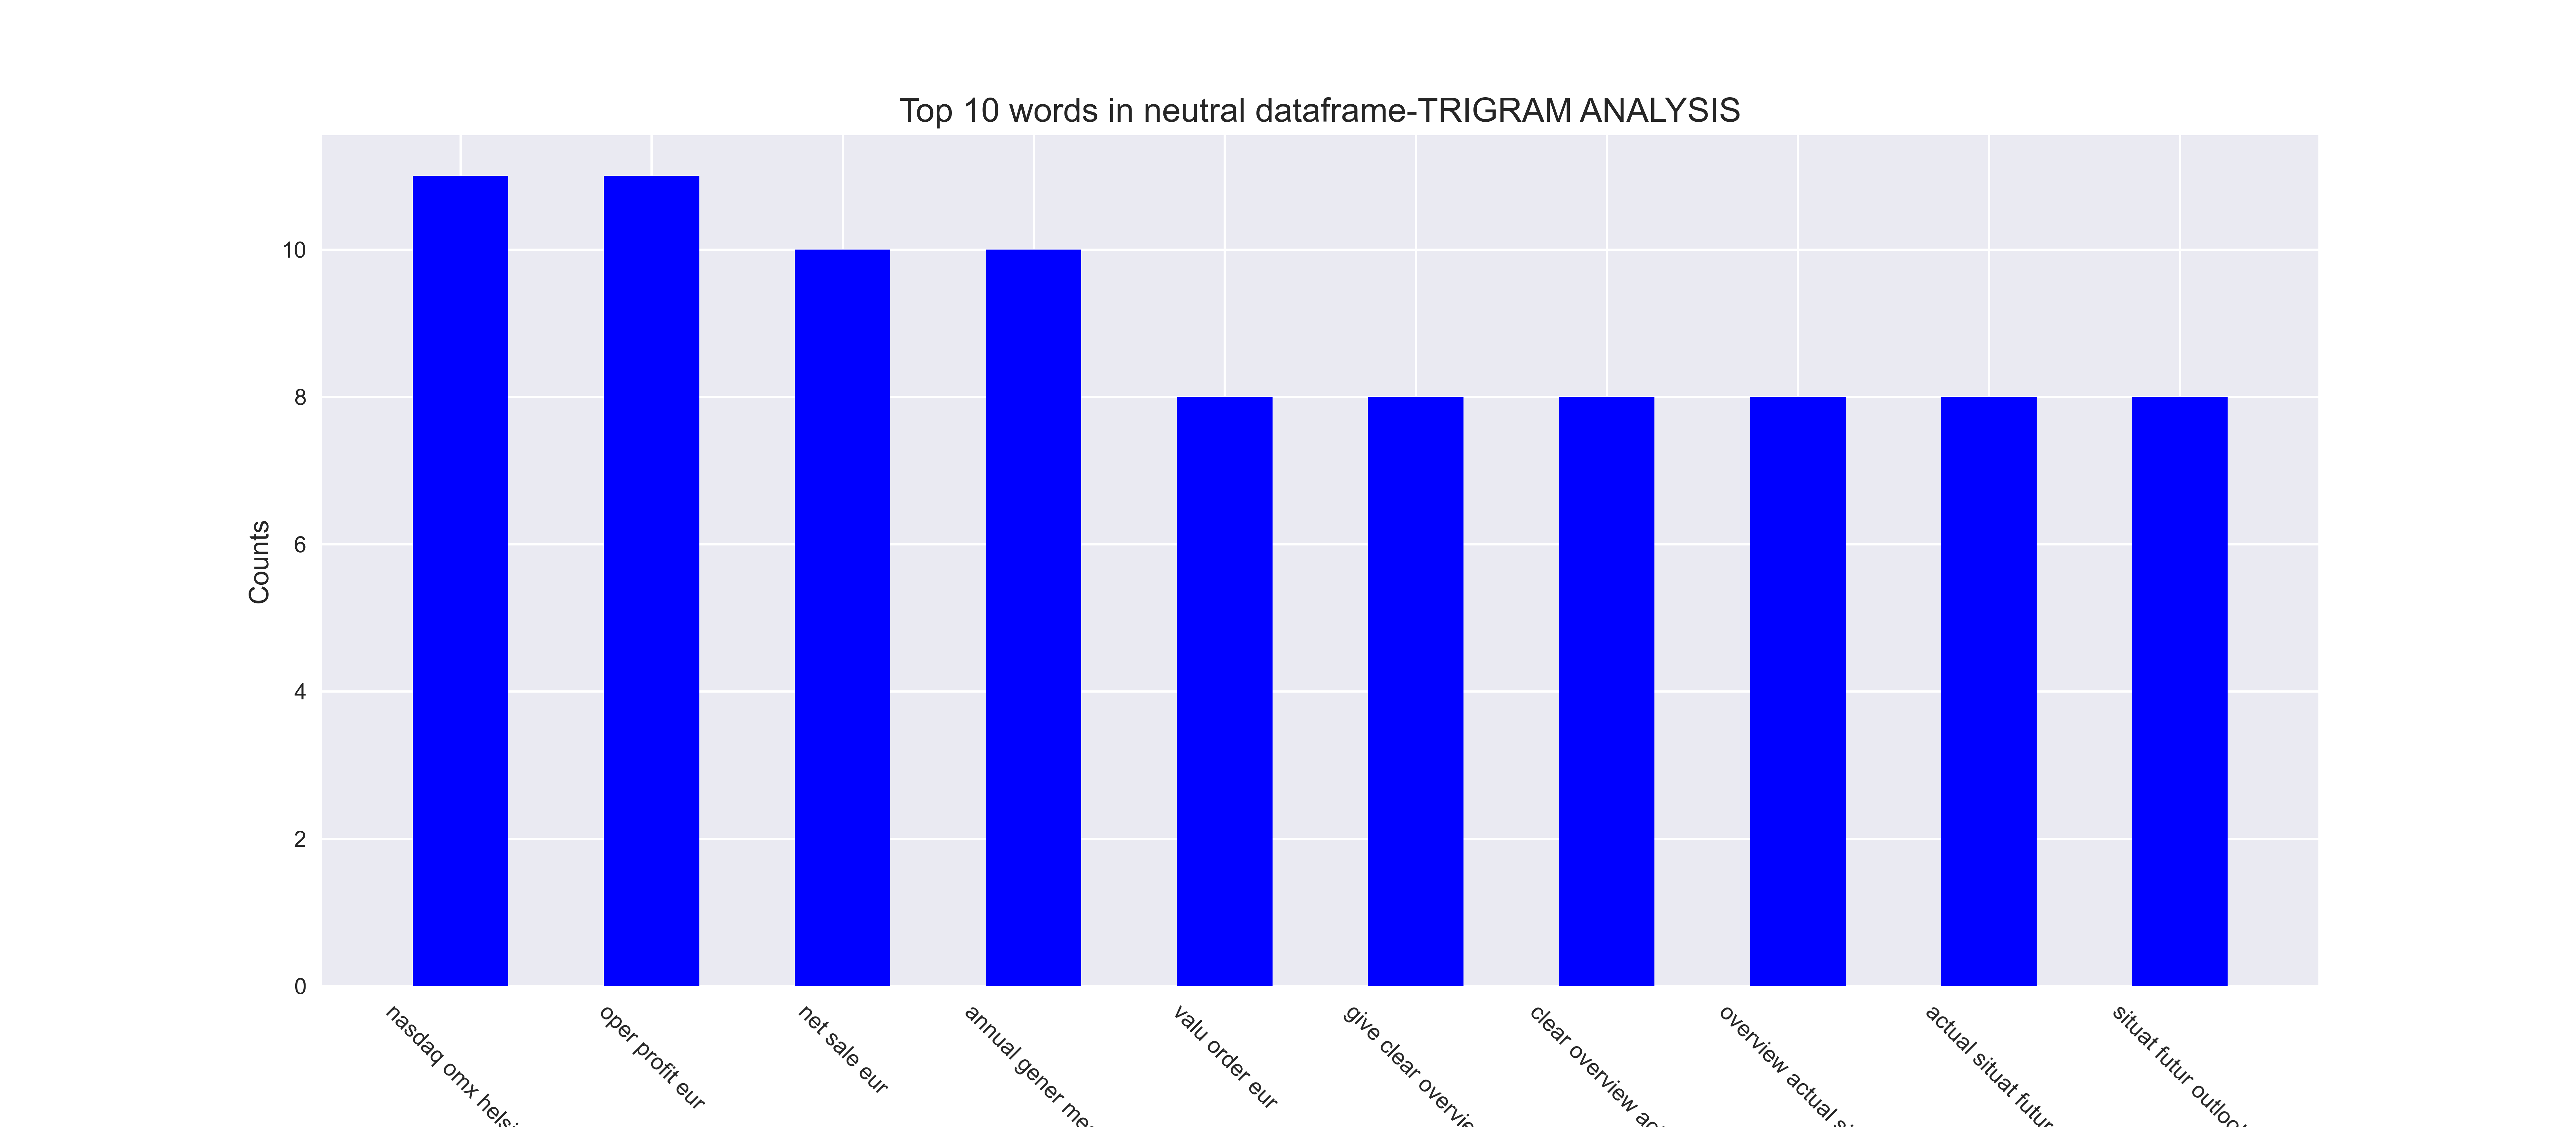 Top 10 words in neutral dataframe-TRIGRAM ANALYSIS
Counts
10
8
6
4
2
0
nasdaq omx
oper profit eur
net sale eur
annual gener
valu order eur
give clear
clear overview
overview actual
actual situat futur
situat futur